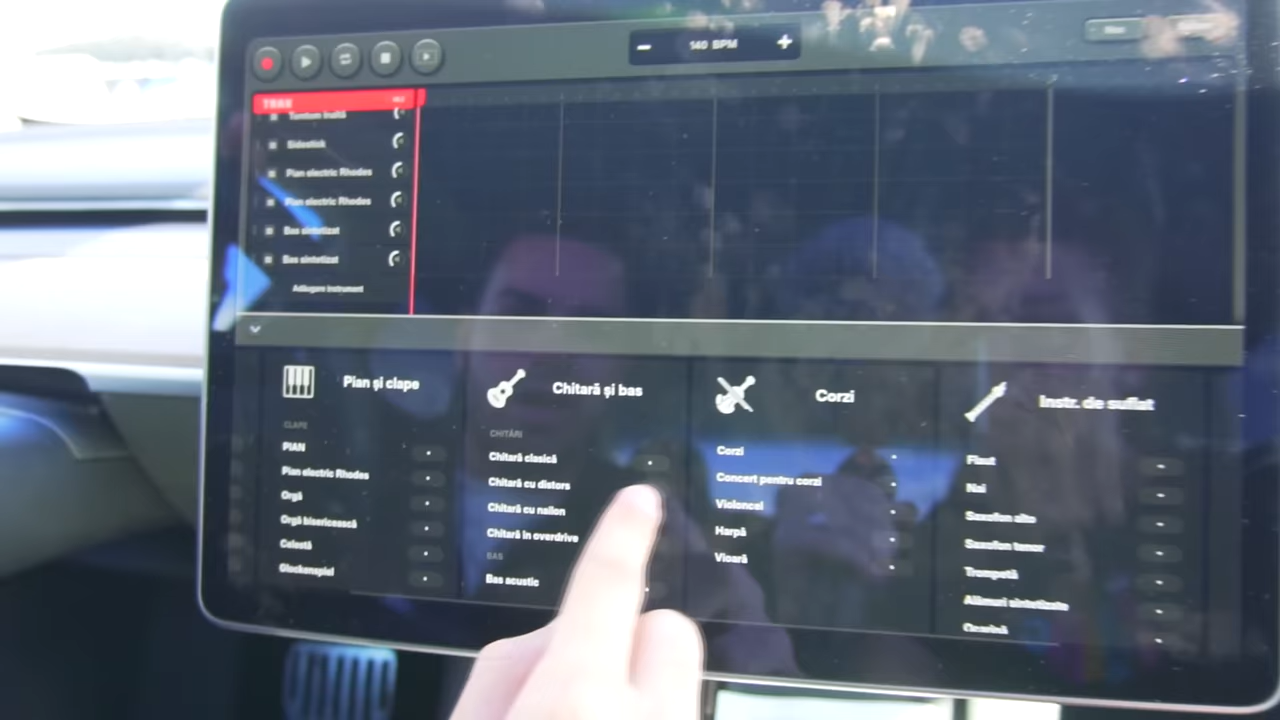 140 BPM
TRAX
Tomtom înaltă
Sidestick
Pian electric Rhodes
Pian electric Rhodes
Bas sintetizat
Bas sintetizat
Adăugare instrument
Pian și clape
CLAPE
PIAN
Pian electric Rhodes
Orgă
Orgă bisericească
Celestă
Glockenspiel
Chitară și bas
CHITĂRI
Chitară clasică
Chitară cu distors
Chitară cu nailon
Chitară în overdrive
BAS
Bas acustic
Corzi
Corzi
Concert pentru corzi
Violoncel
Harpă
Vioară
Instr. de suflat
Flaut
Nai
Saxofon alto
Saxofon tenor
Trompetă
Alămuri sintetizate
Ocarină